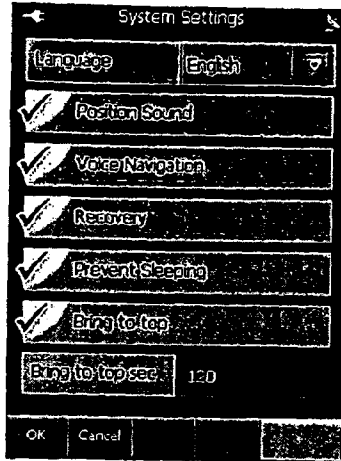 System Settings
Language English
Position Sound
Voice Navigation
Recovery
Prevent Sleeping
Bring to top
Bring to top sec 120
OK Cancel